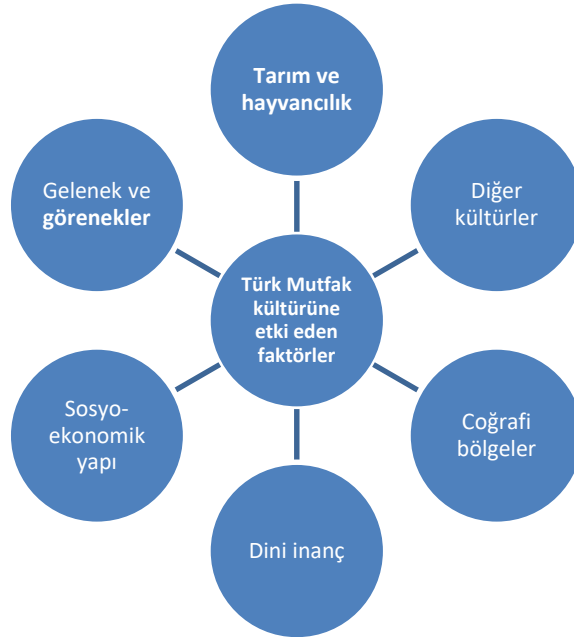 Tarım ve
hayvancılık
Gelenek ve
görenekler
Diğer
kültürler
Türk Mutfak
kültürüne
etki eden
faktörler
Sosyo-
ekonomik
yapı
Coğrafi
bölgeler
Dini inanç